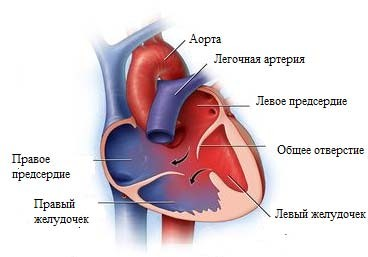 Аорта
Легочная артерия
Левое предсердие
Общее отверстие
Правое
предсердие
Правый
желудочек
Левый желудочек